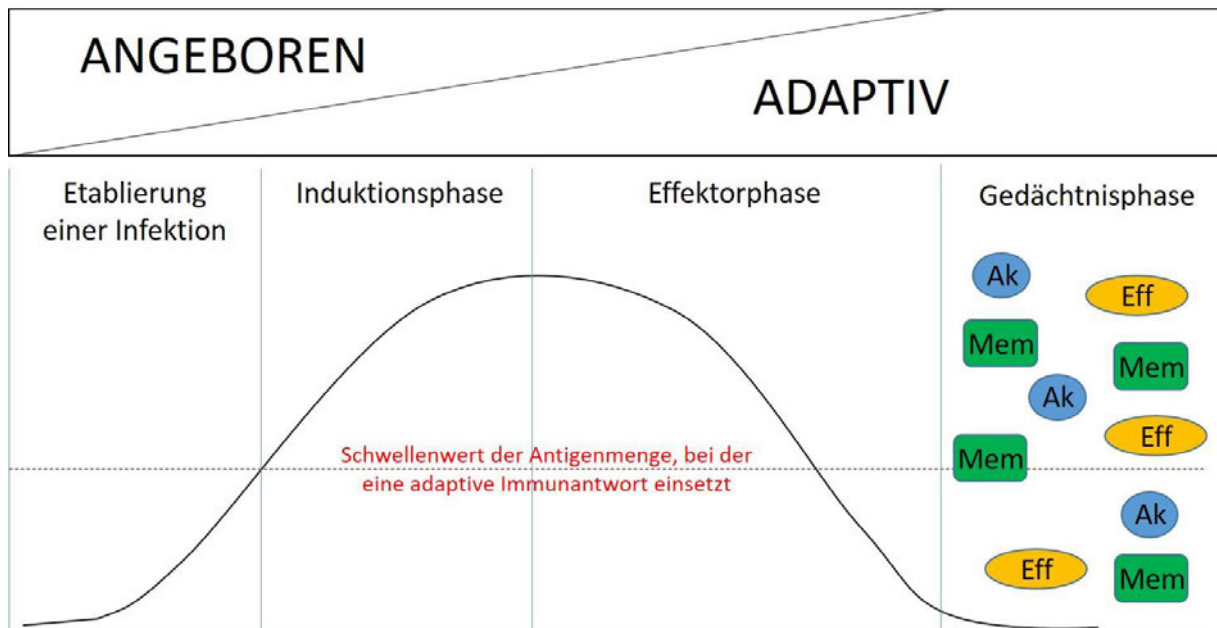 ANGEBOREN
ADAPTIV
Etablierung
einer Infektion
Induktionsphase
Effektorphase
Gedächtnisphase
Schwellenwert der Antigenmenge, bei der
eine adaptive Immunantwort einsetzt
Ak
Eff
Mem
Mem
Ak
Eff
Mem
Ak
Eff
Mem